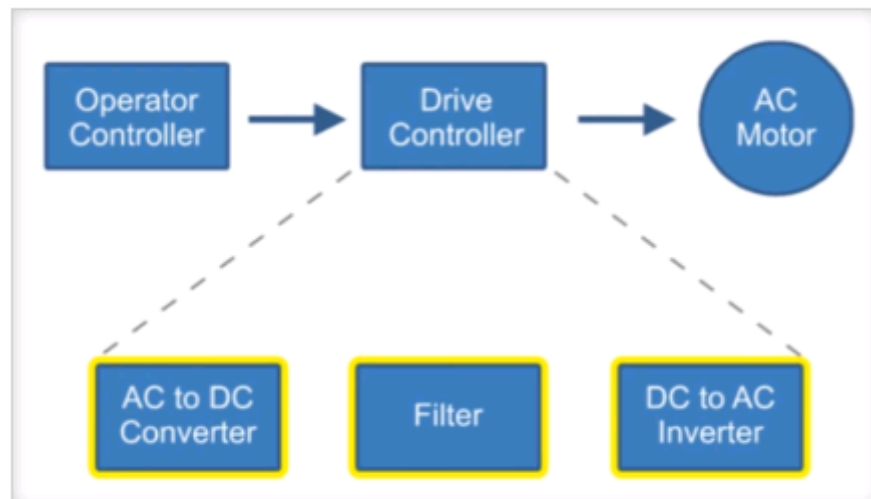 Operator
Controller
Drive
Controller
AC
Motor
AC to DC
Converter
Filter
DC to AC
Inverter